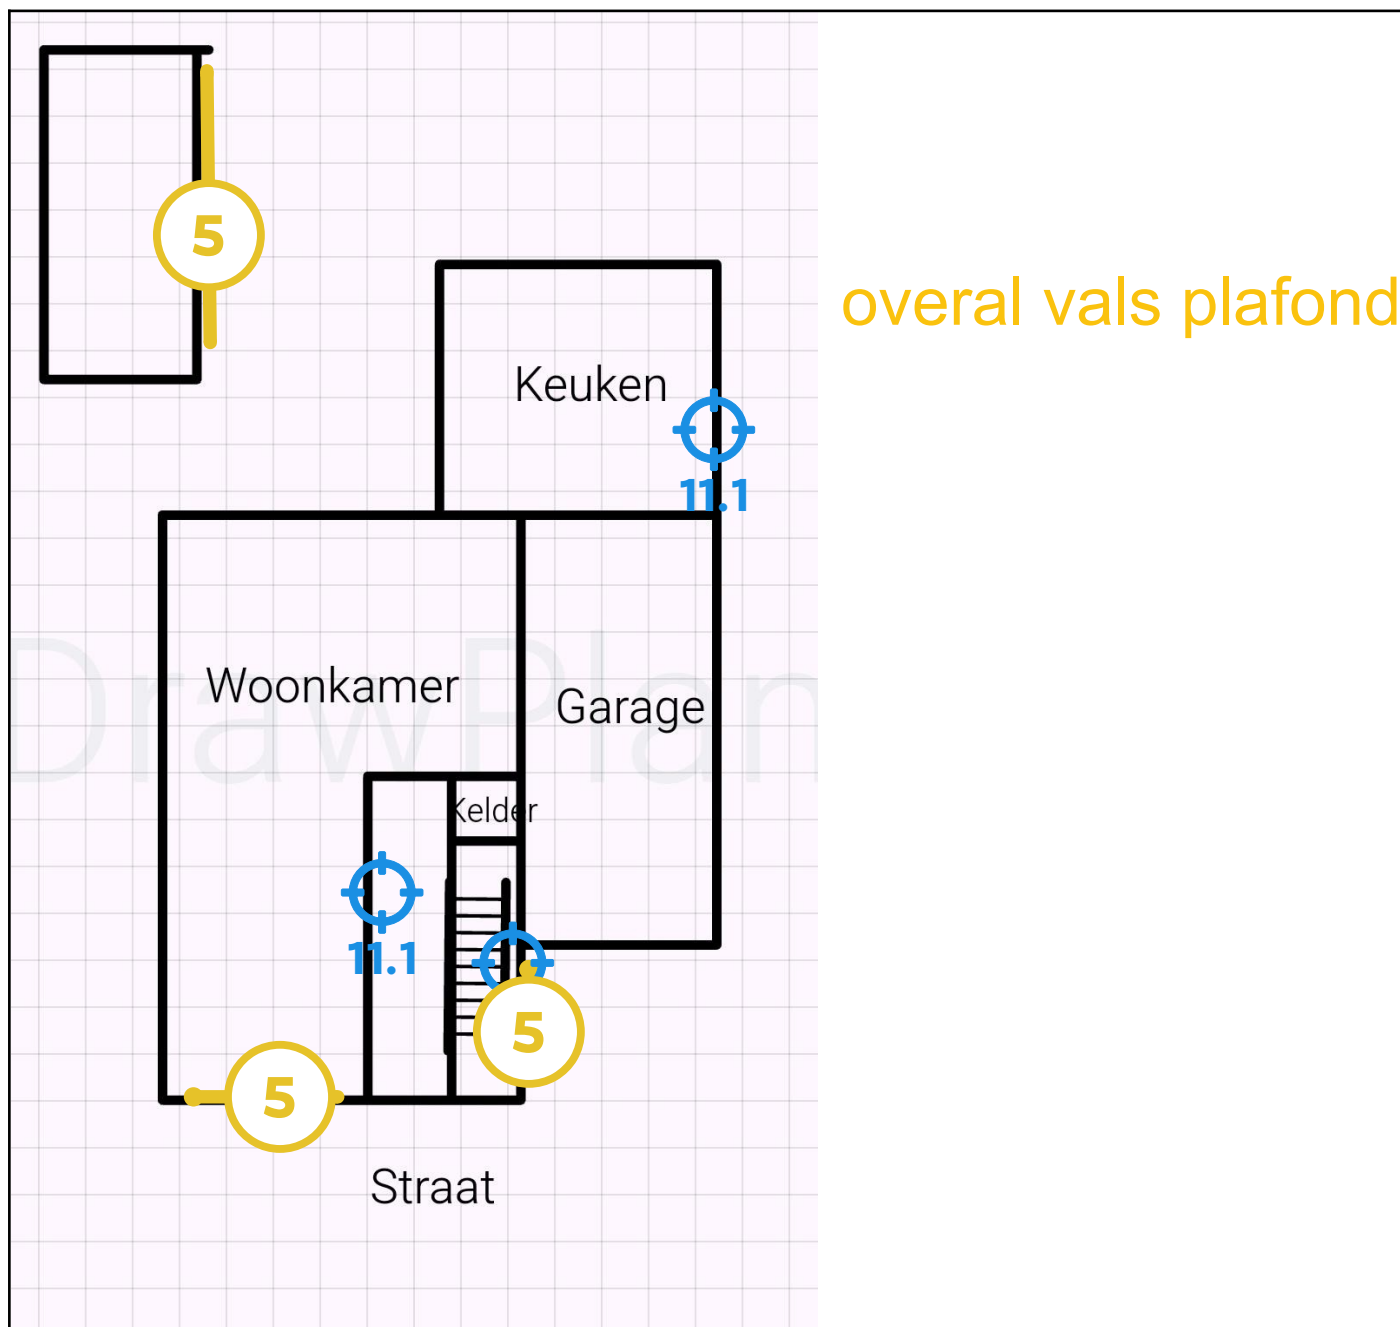 5
overal vals plafond
Keuken
11.1
DrawPlan
Woonkamer
Garage
Kelder
11.1
5
5
Straat